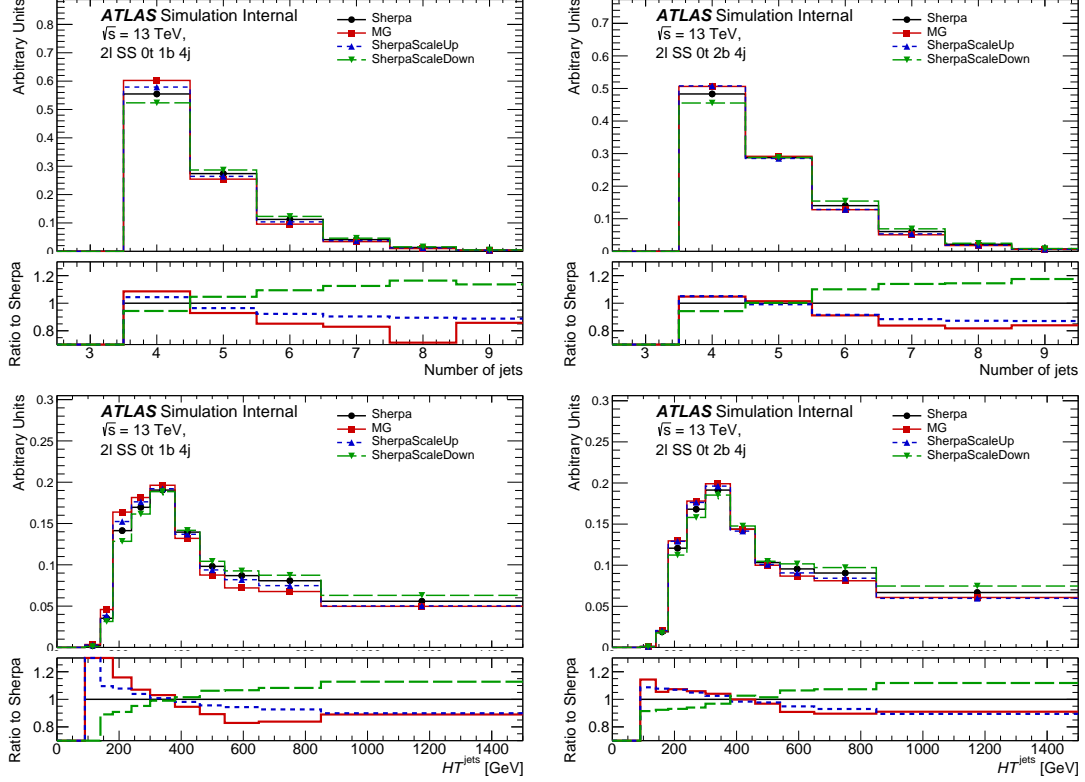 Arbitrary Units
ATLAS Simulation Internal
√s = 13 TeV,
2l SS 0t 1b 4j
Sherpa
MG
SherpaScaleUp
SherpaScaleDown
0.8
0.7
0.6
0.5
0.4
0.3
0.2
0.1
0
Ratio to Sherpa
1.2
1
0.8
3 4 5 6 7 8 9
Number of jets
Arbitrary Units
ATLAS Simulation Internal
√s = 13 TeV,
2l SS 0t 2b 4j
Sherpa
MG
SherpaScaleUp
SherpaScaleDown
0.7
0.6
0.5
0.4
0.3
0.2
0.1
0
Ratio to Sherpa
1.2
1
0.8
3 4 5 6 7 8 9
Number of jets
Arbitrary Units
ATLAS Simulation Internal
√s = 13 TeV,
2l SS 0t 1b 4j
Sherpa
MG
SherpaScaleUp
SherpaScaleDown
0.3
0.25
0.2
0.15
0.1
0.05
0
Ratio to Sherpa
1.2
1
0.8
0 200 400 600 800 1000 1200 1400
HT^jets [GeV]
Arbitrary Units
ATLAS Simulation Internal
√s = 13 TeV,
2l SS 0t 2b 4j
Sherpa
MG
SherpaScaleUp
SherpaScaleDown
0.3
0.25
0.2
0.15
0.1
0.05
0
Ratio to Sherpa
1.2
1
0.8
0 200 400 600 800 1000 1200 1400
HT^jets [GeV]